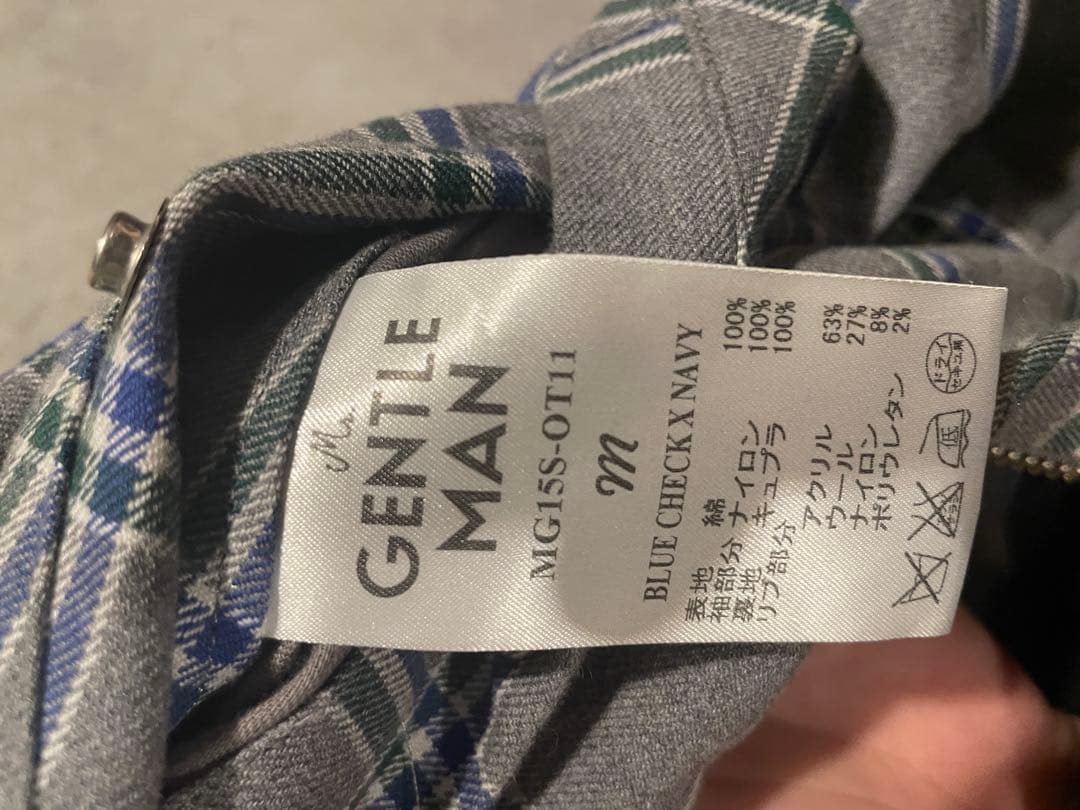 Mr.
GENTLE
MAN
MG15S-OT11
m
BLUE CHECK X NAVY
表地 綿 100%
袖部分 ナイロン 100%
裏地 キュプラ 100%
リブ部分
アクリル 63%
ウール 27%
ナイロン 8%
ポリウレタン 2%
ドライ
セキユ系
低